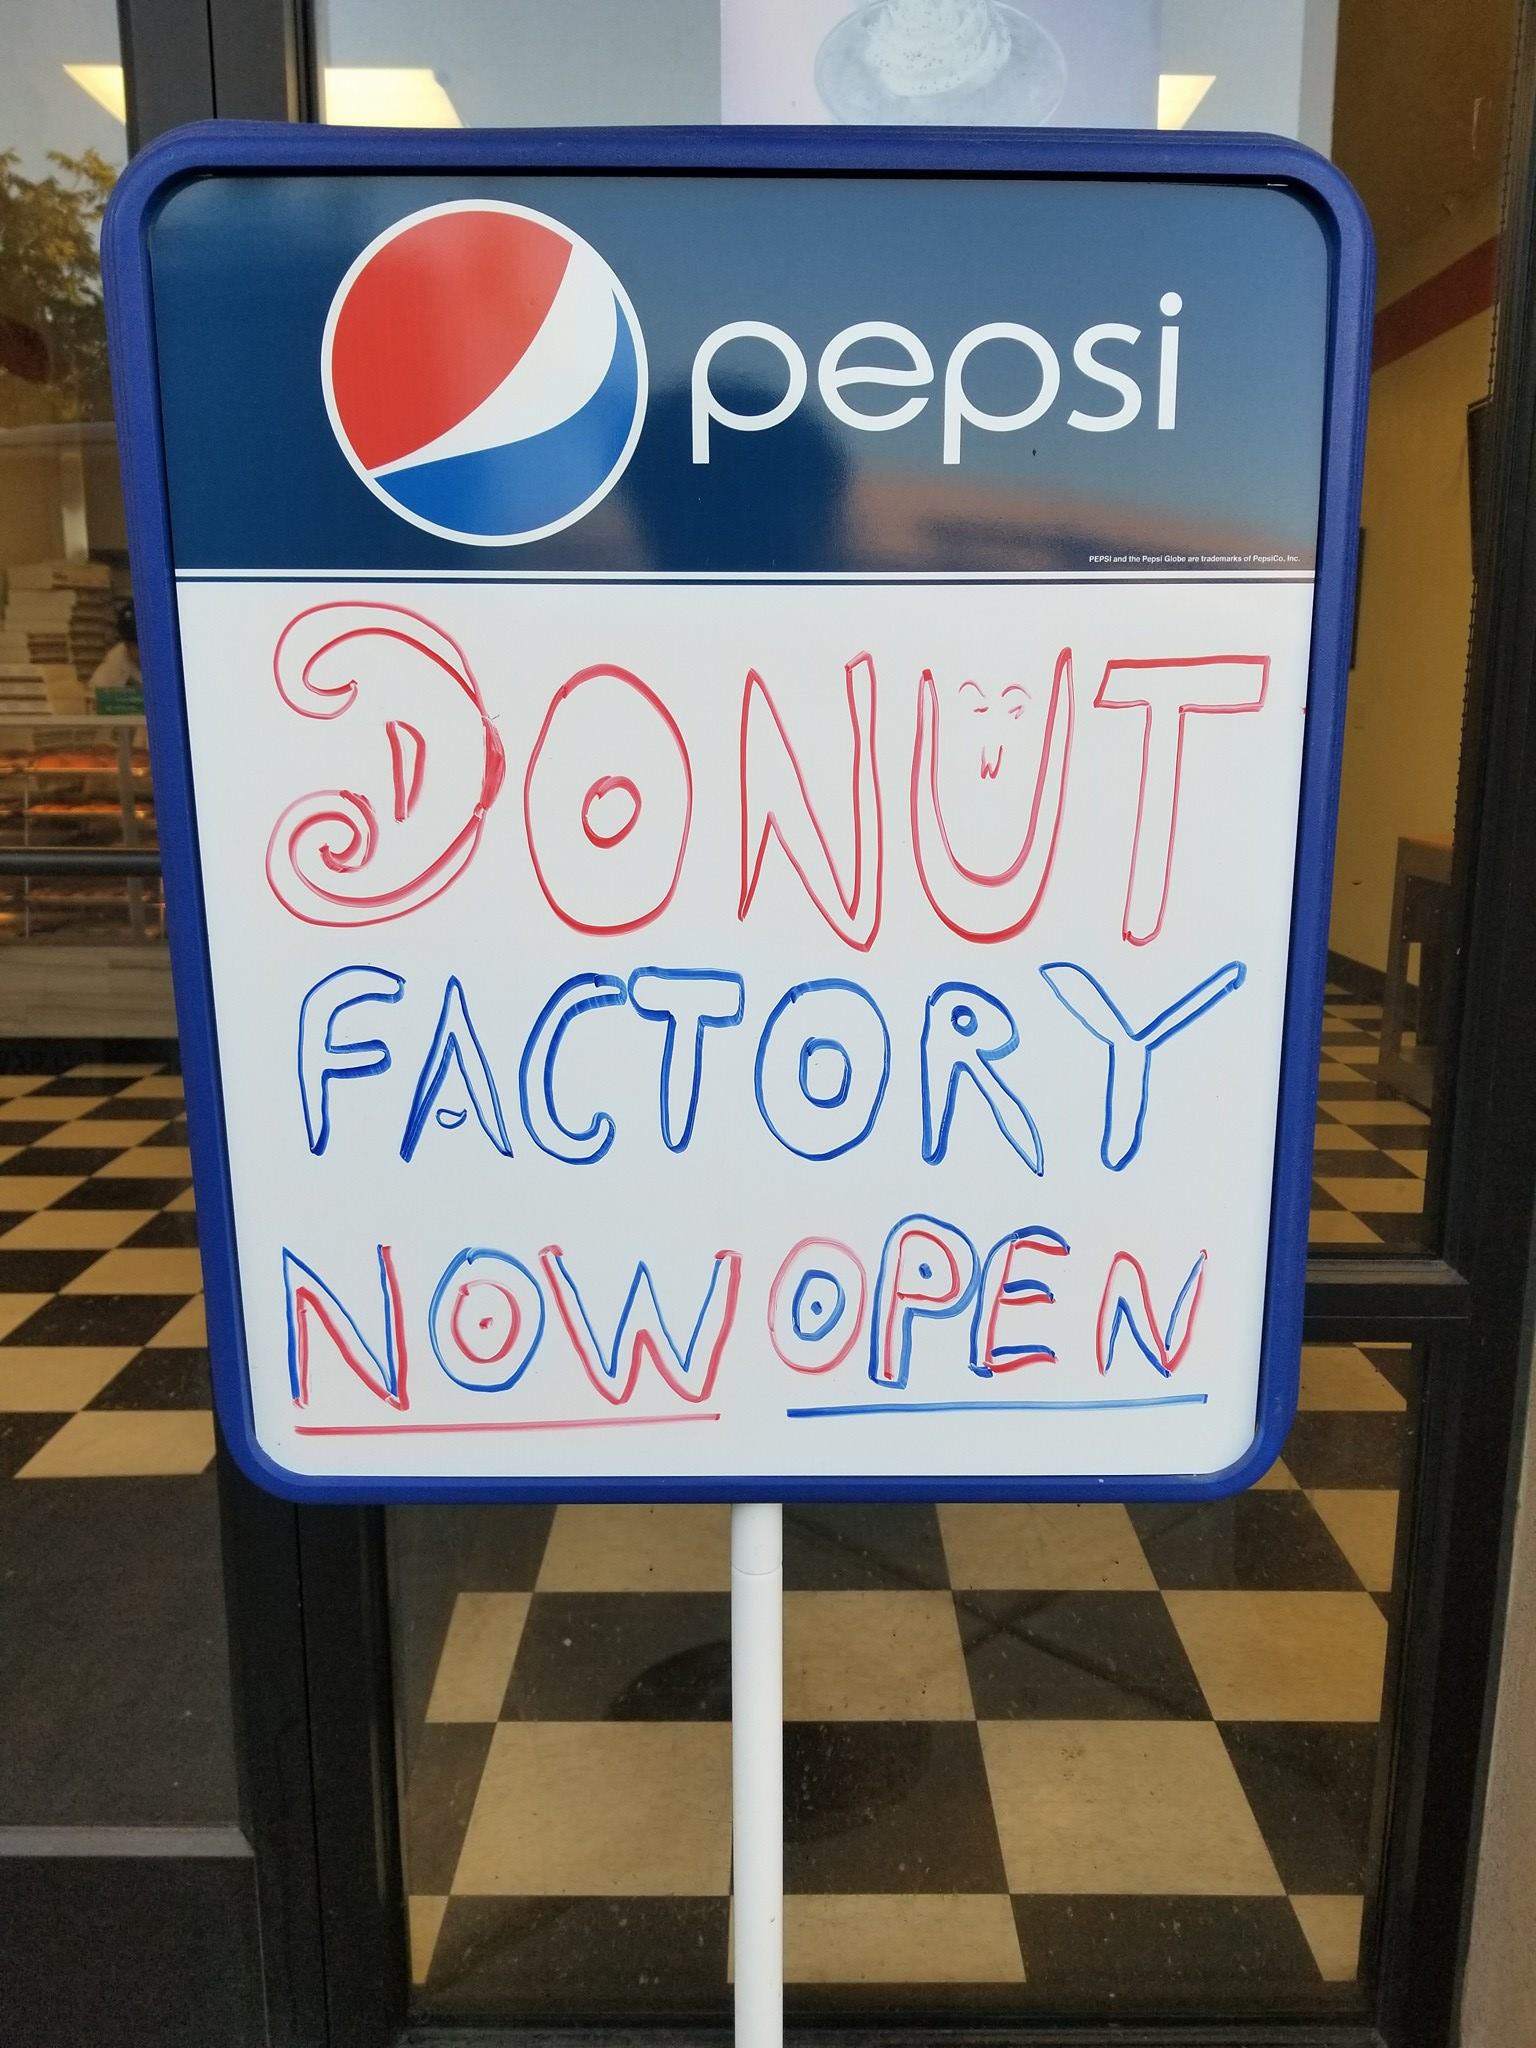 pepsi
PEPSI and the Pepsi Globe are trademarks of PepsiCo, Inc.
DONUT
FACTORY
NOW OPEN